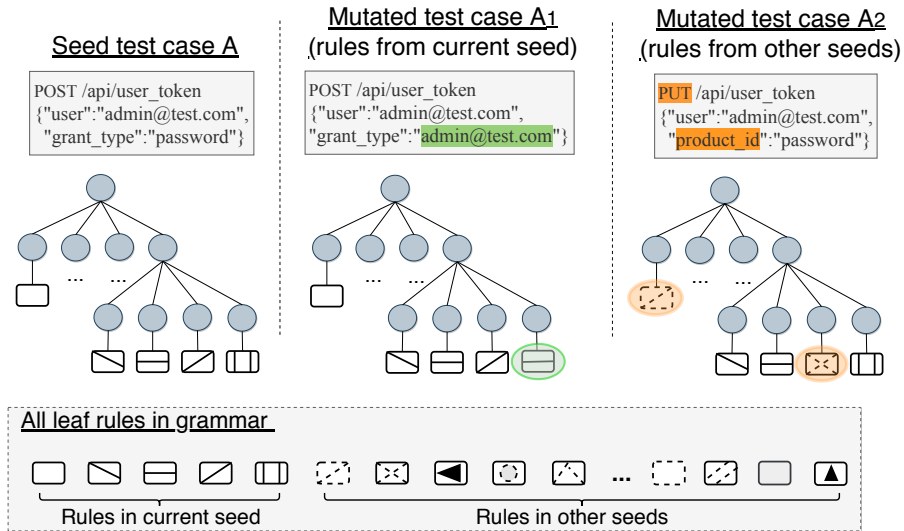 Seed test case A
POST /api/user_token
{"user":"admin@test.com",
"grant_type":"password"}
... ...
Mutated test case A1
(rules from current seed)
POST /api/user_token
{"user":"admin@test.com",
"grant_type":"admin@test.com"}
... ...
Mutated test case A2
(rules from other seeds)
PUT /api/user_token
{"user":"admin@test.com",
"product_id":"password"}
... ...
All leaf rules in grammar
...
Rules in current seed
Rules in other seeds